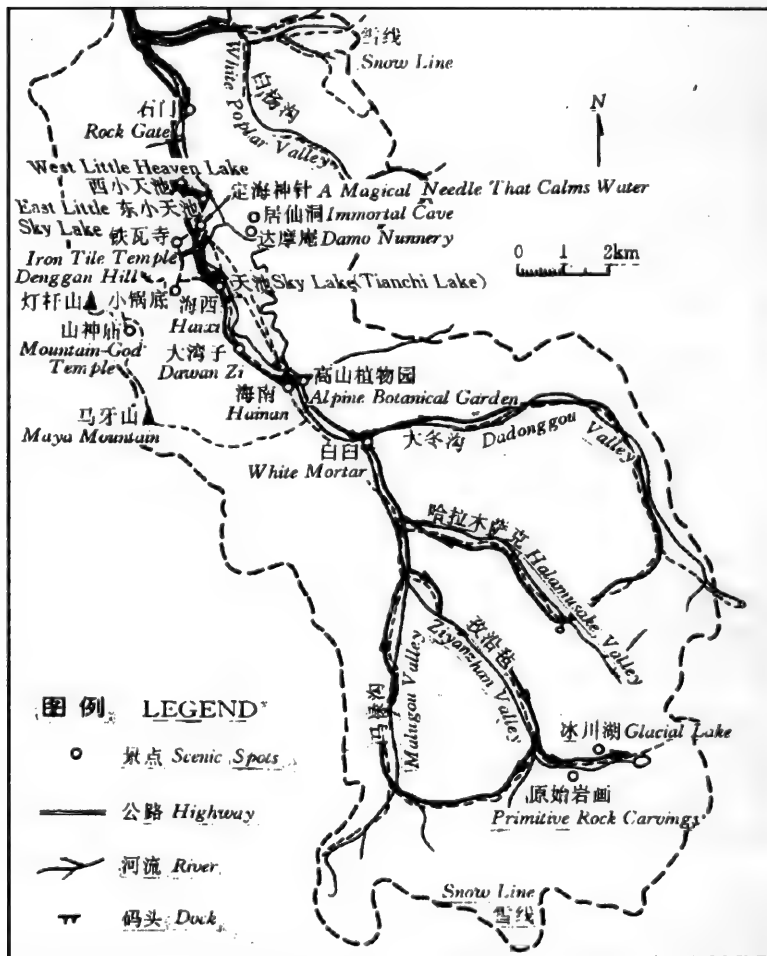 雪线
Snow Line
白杨沟
White Poplar Valley
石门
Rock Gate
N
West Little Heaven Lake
西小天池
定海神针 A Magical Needle That Calms Water
East Little 东小天池
Sky Lake
居仙洞 Immortal Cave
达摩庵 Damo Nunnery
铁瓦寺
Iron Tile Temple
0 1 2km
Denggan Hill
天池 Sky Lake (Tianchi Lake)
灯杆山 小锅底
海西
Haixi
山神庙
Mountain-God
Temple
大湾子
Dawan Zi
高山植物园
Alpine Botanical Garden
海南
Hainan
马牙山
Maya Mountain
大冬沟 Dadonggou Valley
白臼
White Mortar
哈拉木萨克 Halamusake Valley
Ziyanzhan Valley
Malugou Valley
图例 LEGEND
冰川湖 Glacial Lake
景点 Scenic Spots
原始岩画
Primitive Rock Carvings
公路 Highway
河流 River
Snow Line
雪线
码头 Dock